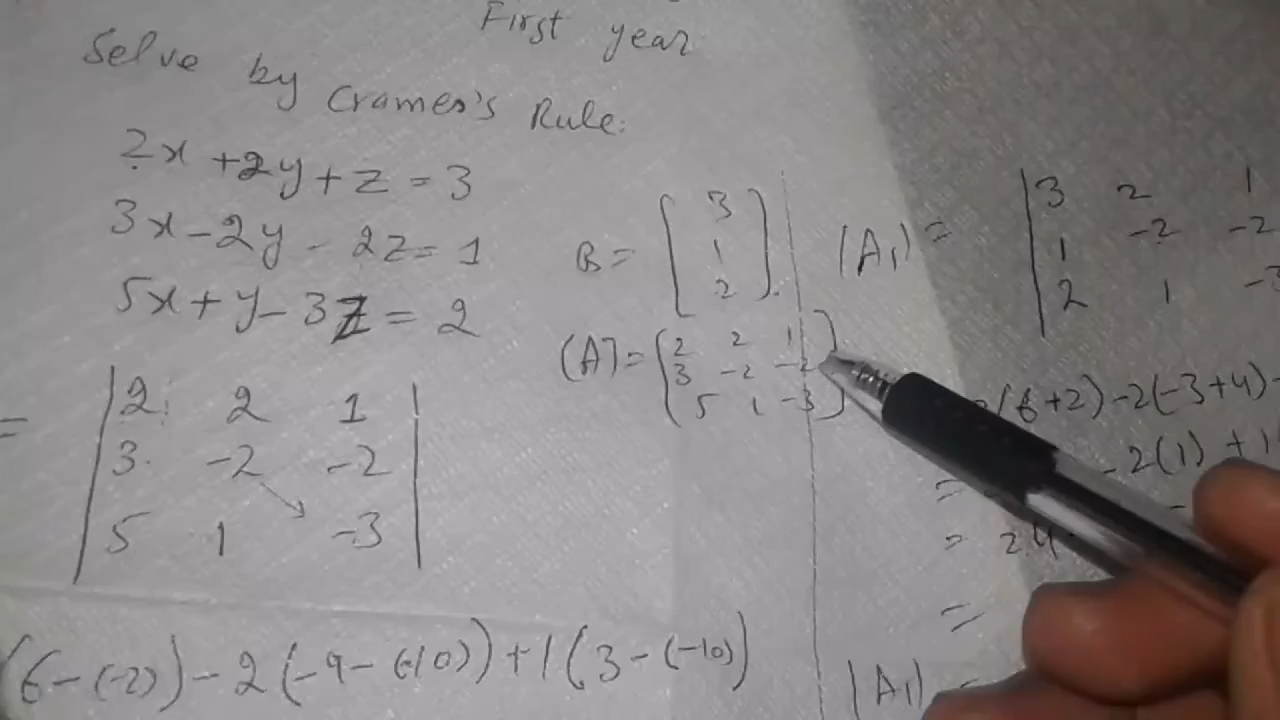 First year
Solve by Cramer's Rule:
2x + 2y + z = 3
3x - 2y - 2z = 1
5x + y - 3z = 2
= | 2 2 1 |
| 3 -2 -2 |
| 5 1 -3 |
(6-(-2)) - 2(-9-(-10)) + 1(3-(-10))
B = [ 3
1
2 ]
(A) = [ 2 2 1
3 -2 -2
5 1 -3 ]
|A1| = | 3 2 1
1 -2 -2
2 1 -3
(6+2) - 2(-3+4) -
= - 2(1) + 1
= 24
=
|A1| =